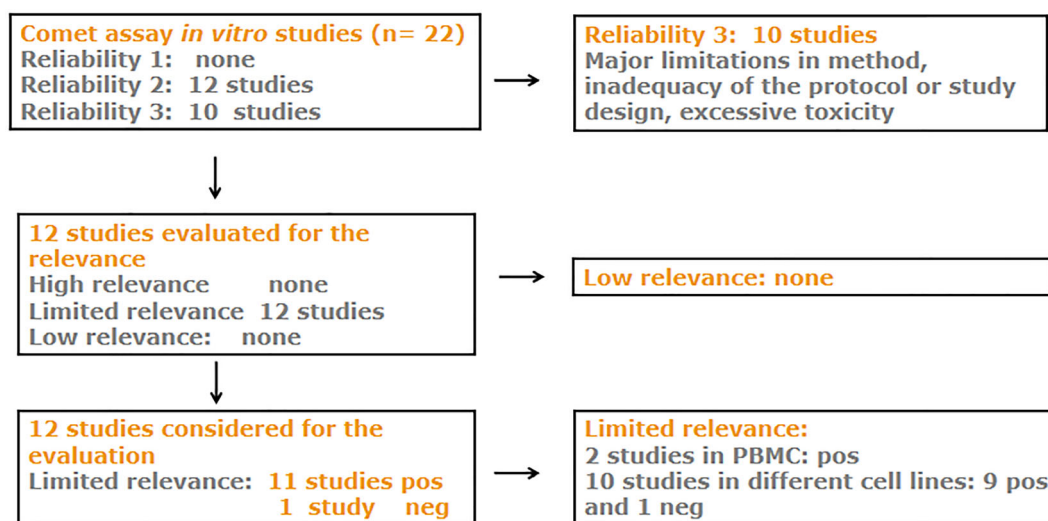 Comet assay in vitro studies (n= 22)
Reliability 1: none
Reliability 2: 12 studies
Reliability 3: 10 studies
Reliability 3: 10 studies
Major limitations in method,
inadequacy of the protocol or study
design, excessive toxicity
12 studies evaluated for the
relevance
High relevance none
Limited relevance 12 studies
Low relevance: none
Low relevance: none
12 studies considered for the
evaluation
Limited relevance: 11 studies pos
1 study neg
Limited relevance:
2 studies in PBMC: pos
10 studies in different cell lines: 9 pos
and 1 neg